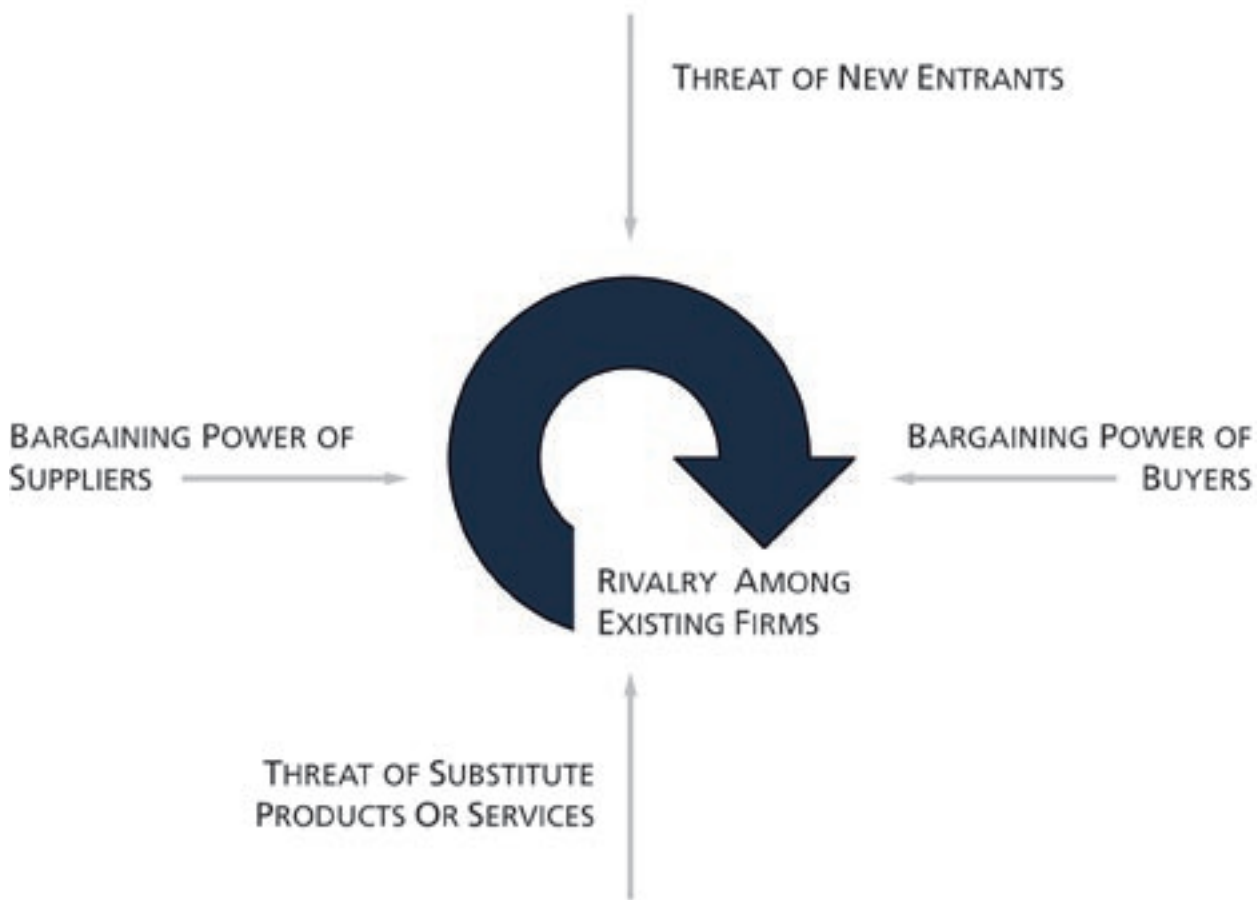 THREAT OF NEW ENTRANTS
BARGAINING POWER OF
SUPPLIERS
BARGAINING POWER OF
BUYERS
RIVALRY AMONG
EXISTING FIRMS
THREAT OF SUBSTITUTE
PRODUCTS OR SERVICES